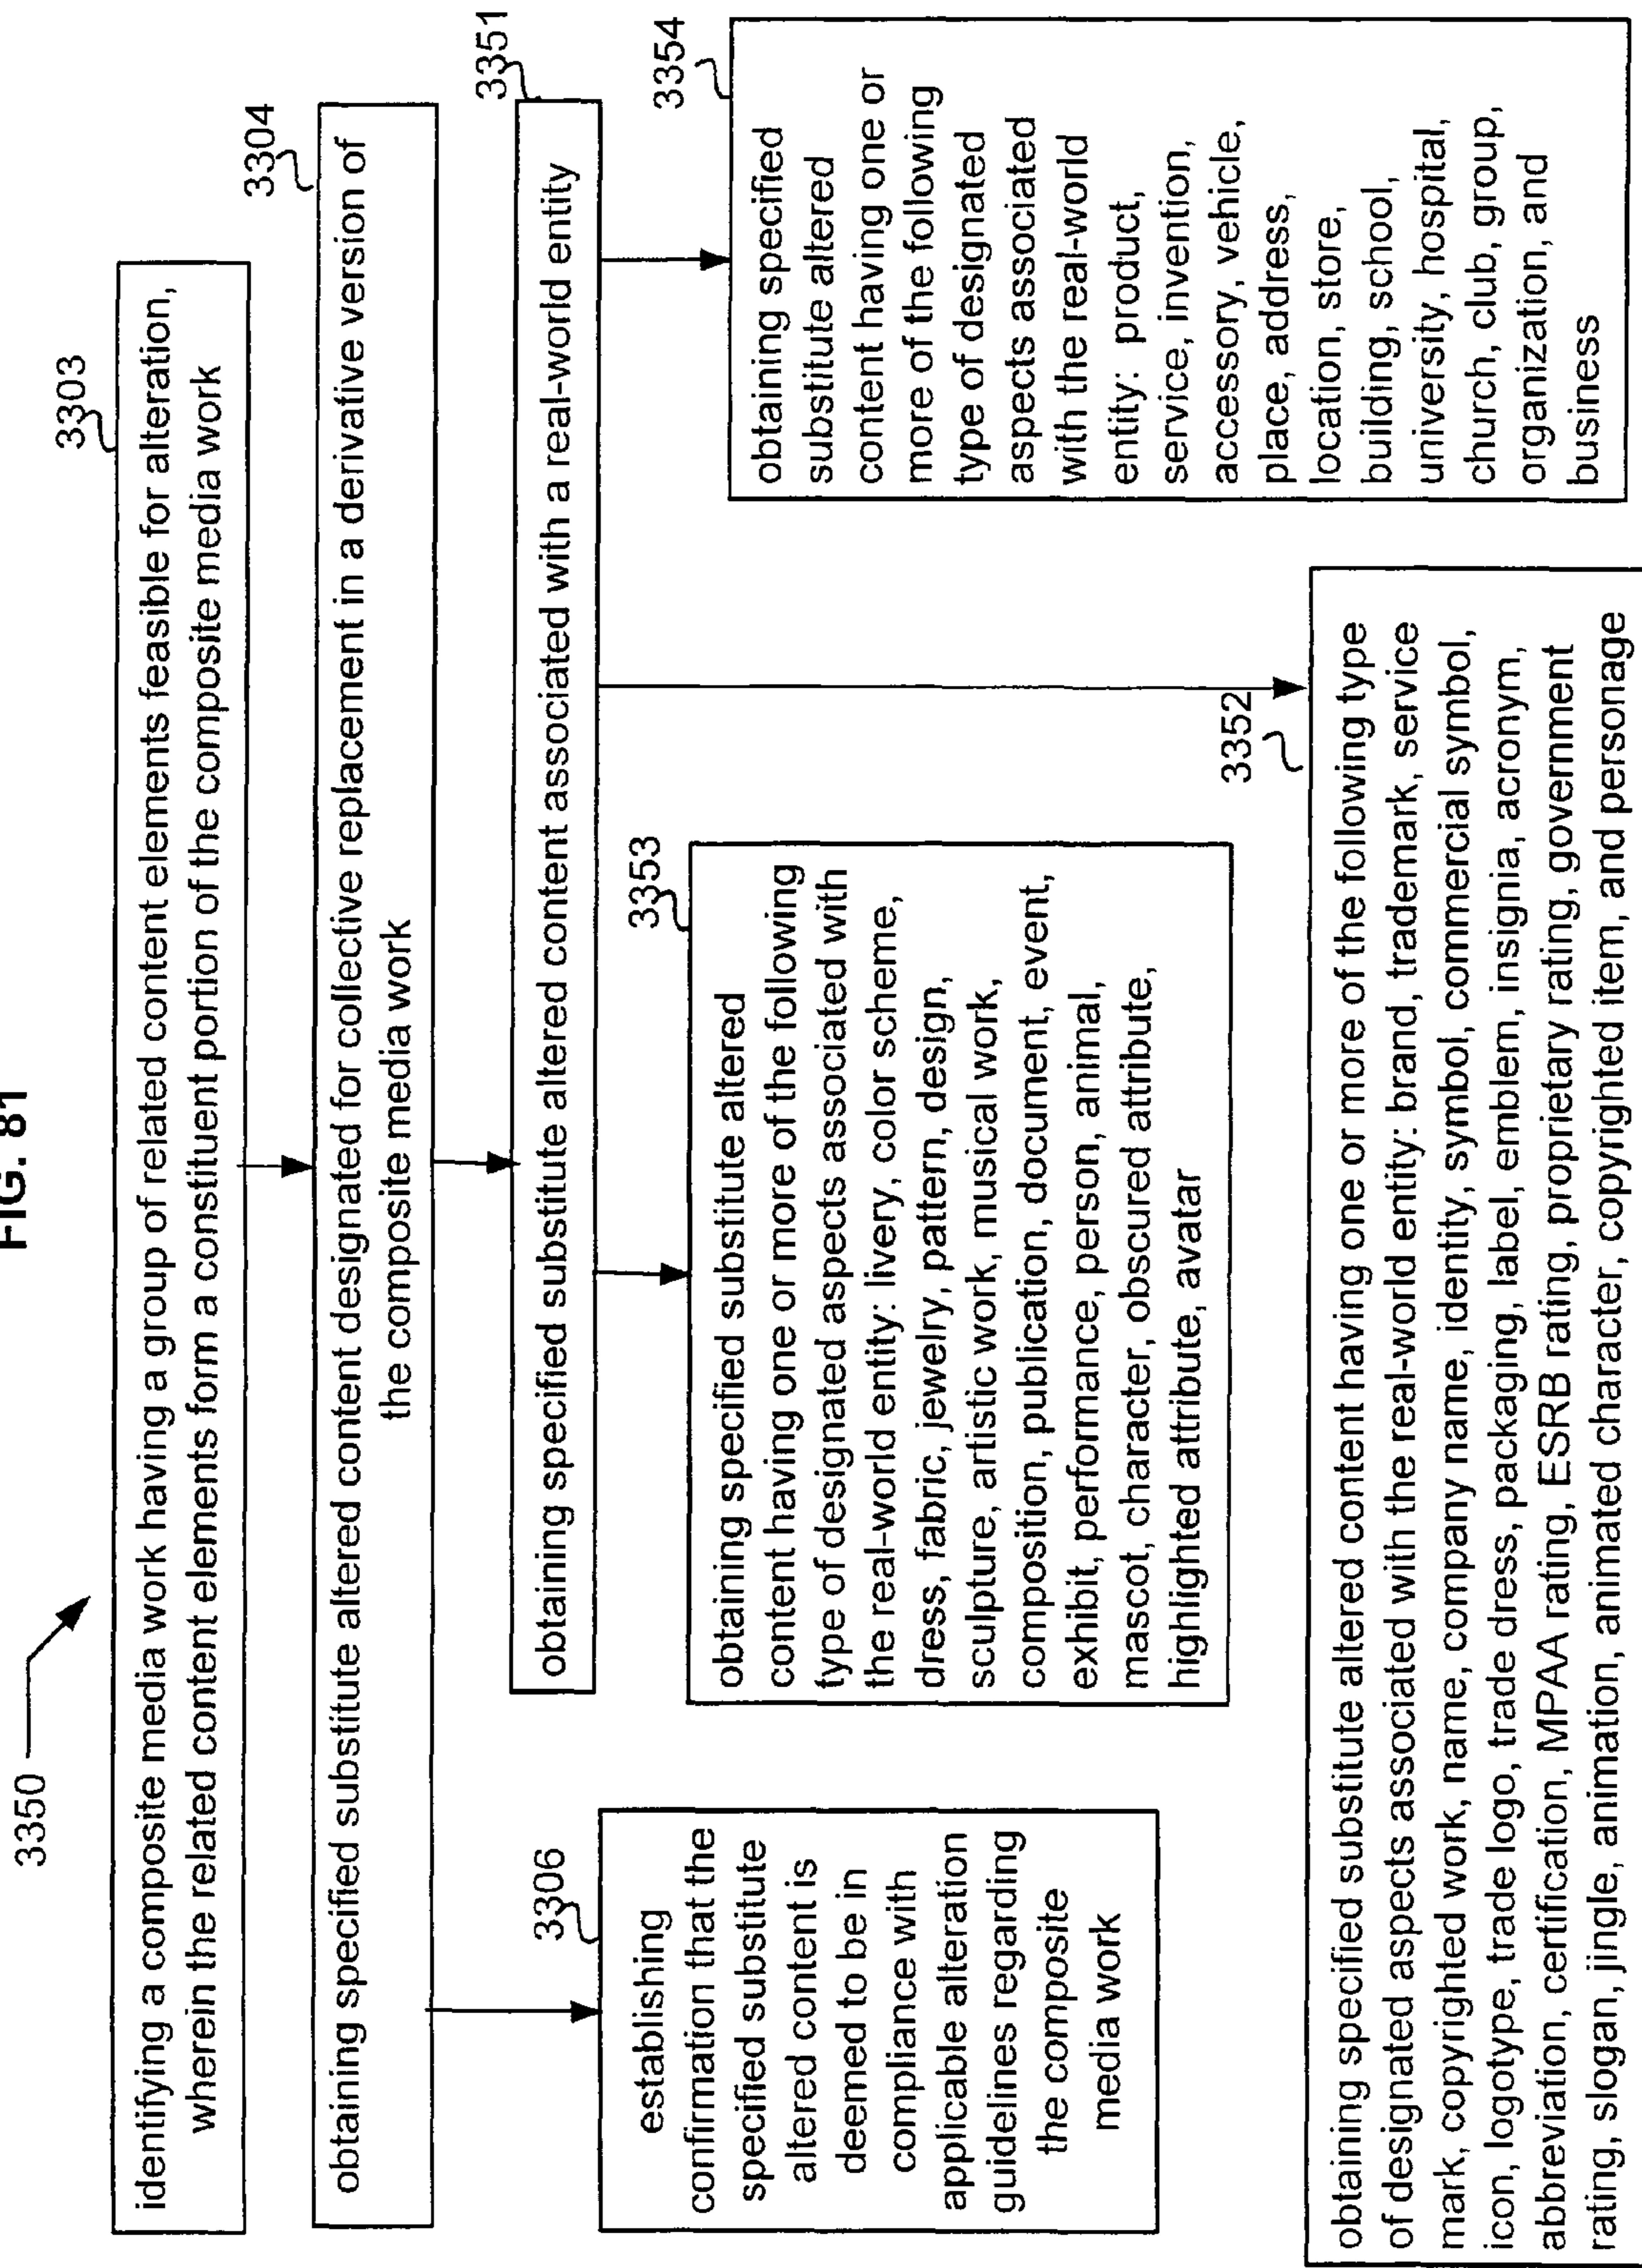 FIG. 81
3350
3303
identifying a composite media work having a group of related content elements feasible for alteration,
wherein the related content elements form a constituent portion of the composite media work
3304
obtaining specified substitute altered content designated for collective replacement in a derivative version of
the composite media work
3351
obtaining specified substitute altered content associated with a real-world entity
3306
establishing
confirmation that the
specified substitute
altered content is
deemed to be in
compliance with
applicable alteration
guidelines regarding
the composite
media work
3353
obtaining specified substitute altered
content having one or more of the following
type of designated aspects associated with
the real-world entity: livery, color scheme,
dress, fabric, jewelry, pattern, design,
sculpture, artistic work, musical work,
composition, publication, document, event,
exhibit, performance, person, animal,
mascot, character, obscured attribute,
highlighted attribute, avatar
3354
obtaining specified
substitute altered
content having one or
more of the following
type of designated
aspects associated
with the real-world
entity: product,
service, invention,
accessory, vehicle,
place, address,
location, store,
building, school,
university, hospital,
church, club, group,
organization, and
business
3352
obtaining specified substitute altered content having one or more of the following type
of designated aspects associated with the real-world entity: brand, trademark, service
mark, copyrighted work, name, company name, identity, symbol, commercial symbol,
icon, logotype, trade logo, trade dress, packaging, label, emblem, insignia, acronym,
abbreviation, certification, MPAA rating, ESRB rating, proprietary rating, government
rating, slogan, jingle, animation, animated character, copyrighted item, and personage